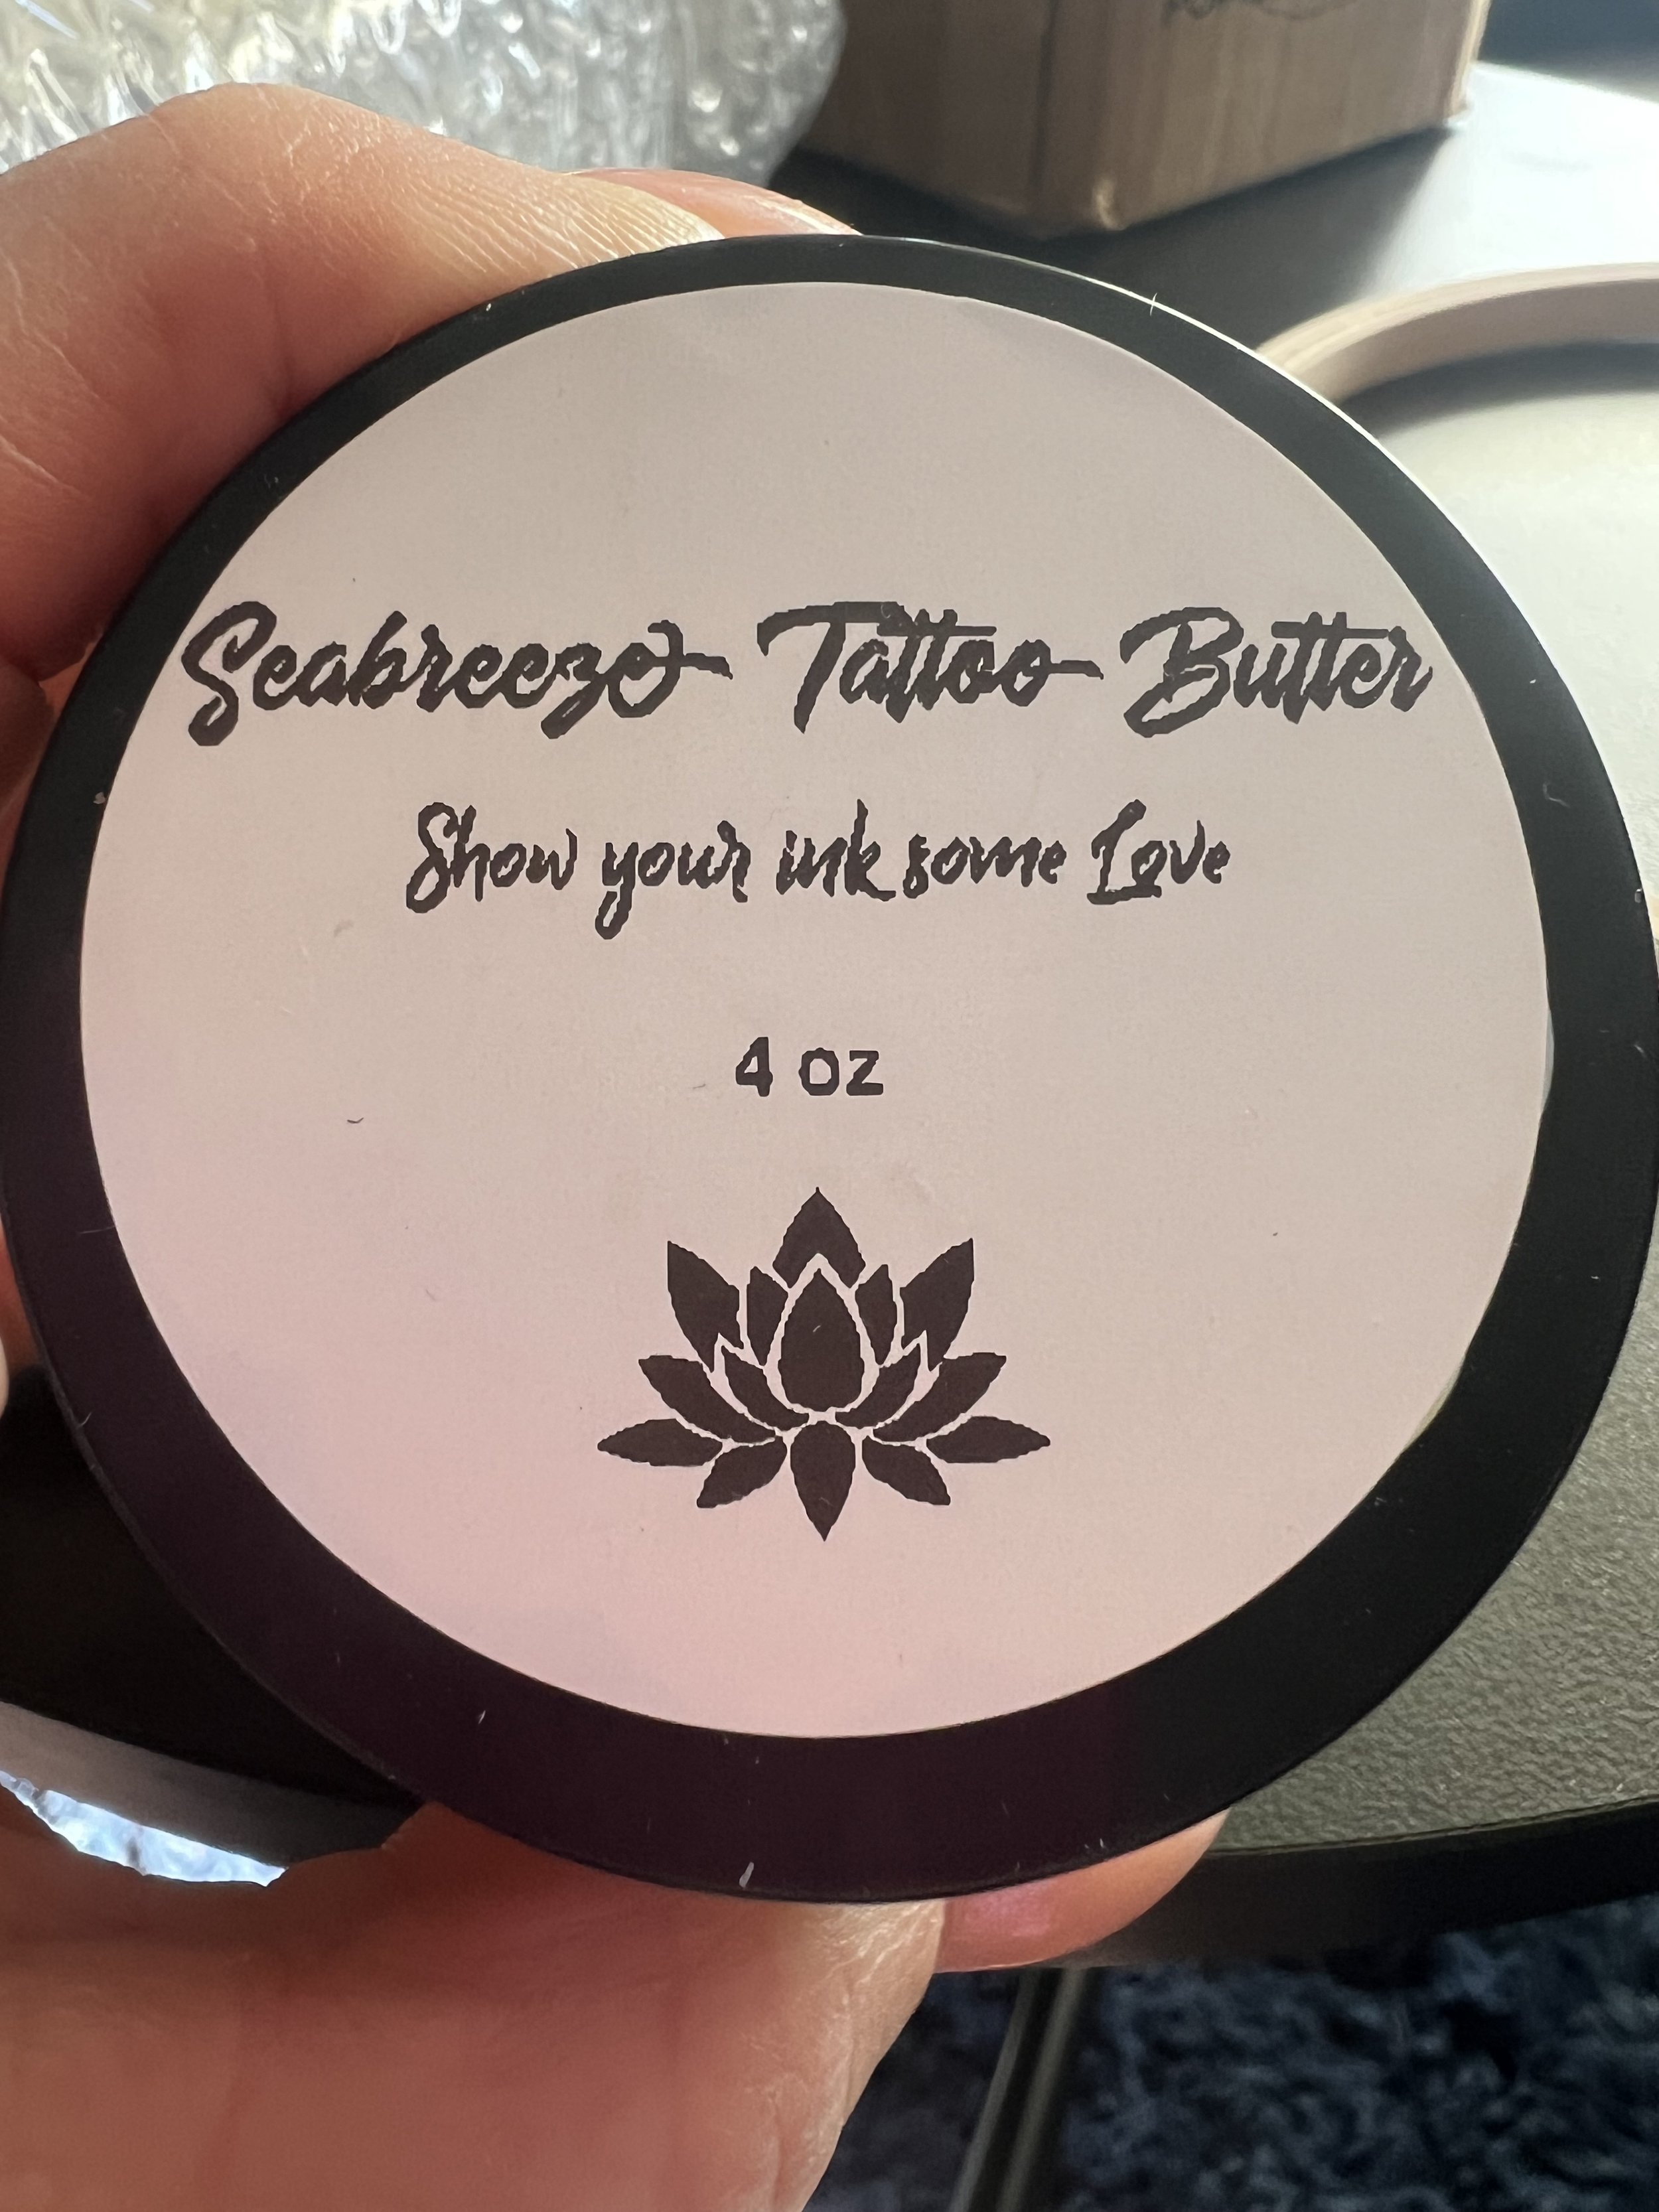 Seabreeze Tattoo Butter
Show your ink some Love
4 oz